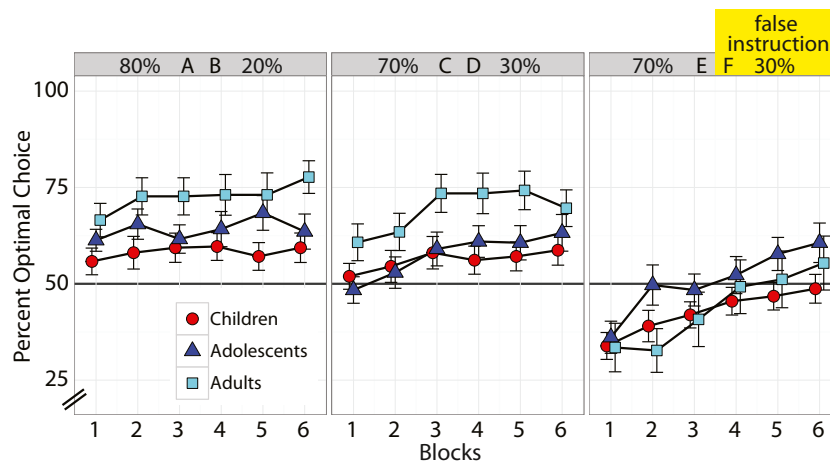 false
instruction
80% A B 20%
70% C D 30%
70% E F 30%
Percent Optimal Choice
100
75
50
25
Children
Adolescents
Adults
1 2 3 4 5 6
1 2 3 4 5 6
1 2 3 4 5 6
Blocks